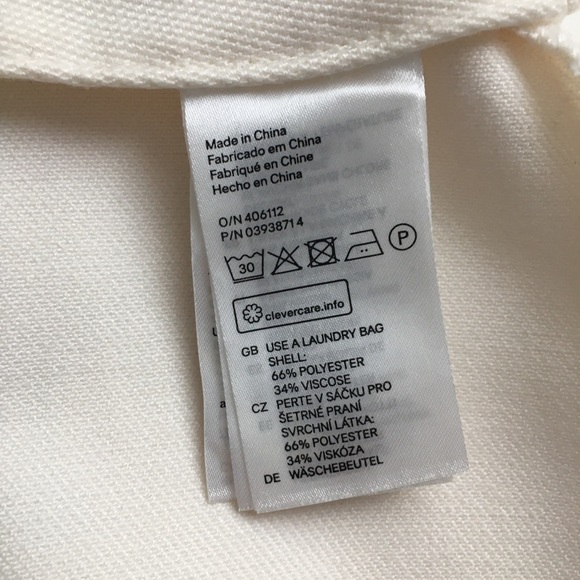 Made in China
Fabricado em China
Fabriqué en Chine
Hecho en China
O/N 406112
P/N 03938714
30 P
clevercare.info
GB USE A LAUNDRY BAG
SHELL:
66% POLYESTER
34% VISCOSE
CZ PERTE V SÁČKU PRO
ŠETRNÉ PRANÍ
SVRCHNÍ LÁTKA:
66% POLYESTER
34% VISKÓZA
DE WÄSCHEBEUTEL